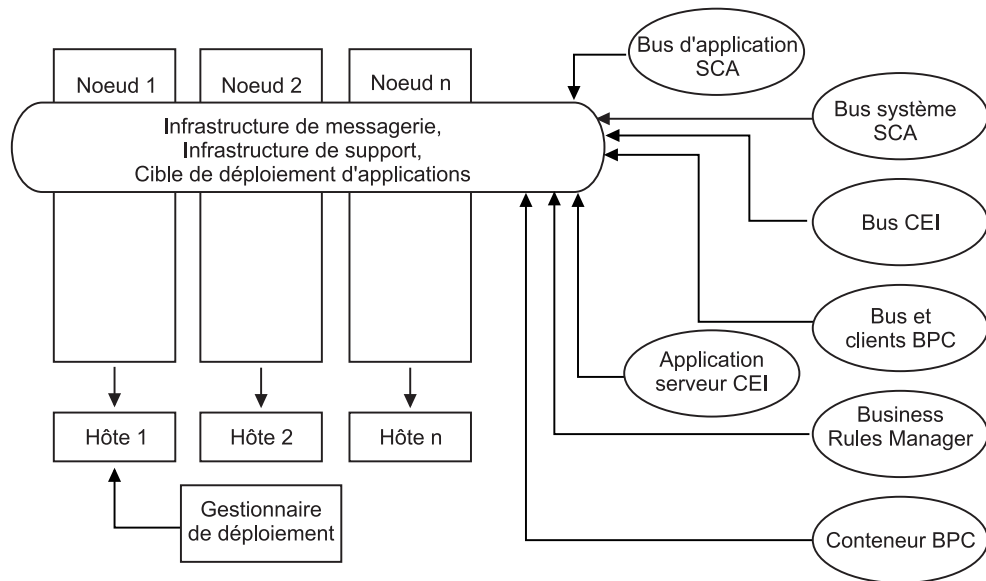 Noeud 1
Noeud 2
Noeud n
Bus d'application
SCA
Bus système
SCA
Infrastructure de messagerie,
Infrastructure de support,
Cible de déploiement d'applications
Bus CEI
Bus et
clients BPC
Application
serveur CEI
Business
Rules Manager
Hôte 1
Hôte 2
Hôte n
Gestionnaire
de déploiement
Conteneur BPC